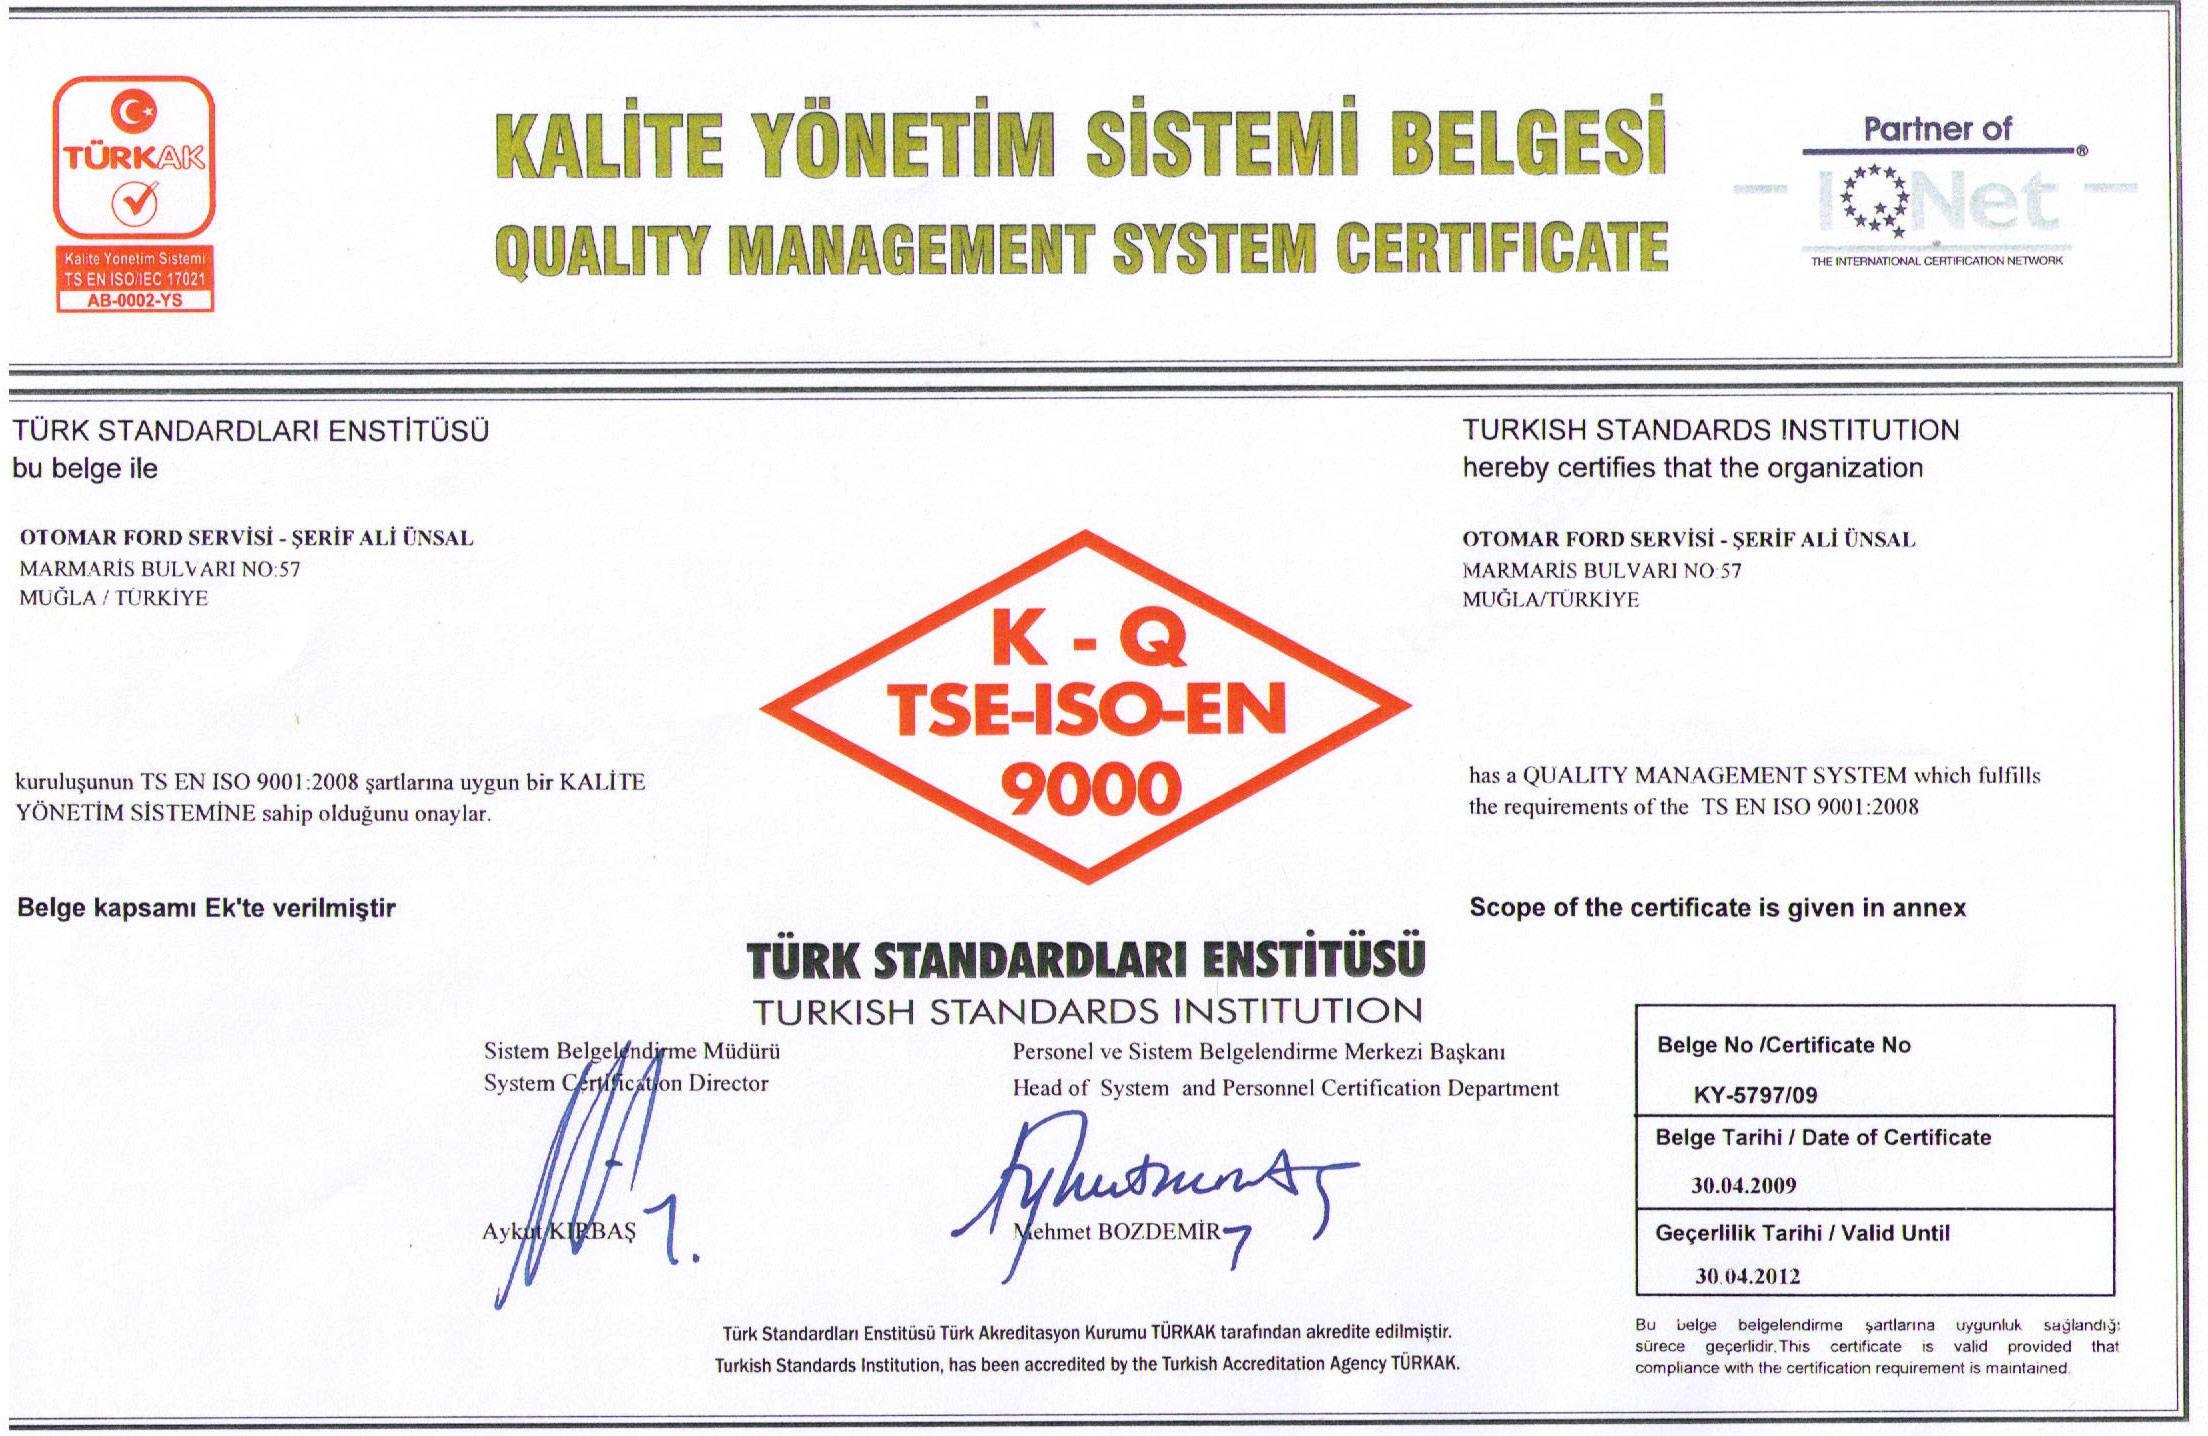 TÜRKAK
Kalite Yönetim Sistemi
TS EN ISO/IEC 17021
AB-0002-YS
KALİTE YÖNETİM SİSTEMİ BELGESİ
QUALITY MANAGEMENT SYSTEM CERTIFICATE
Partner of
®
IQNet
THE INTERNATIONAL CERTIFICATION NETWORK
TÜRK STANDARDLARI ENSTİTÜSÜ
bu belge ile
OTOMAR FORD SERVİSİ - ŞERİF ALİ ÜNSAL
MARMARİS BULVARI NO:57
MUĞLA / TÜRKİYE
kuruluşunun TS EN ISO 9001:2008 şartlarına uygun bir KALİTE
YÖNETİM SİSTEMİNE sahip olduğunu onaylar.
Belge kapsamı Ek'te verilmiştir
K - Q
TSE-ISO-EN
9000
TURKISH STANDARDS INSTITUTION
hereby certifies that the organization
OTOMAR FORD SERVİSİ - ŞERİF ALİ ÜNSAL
MARMARİS BULVARI NO:57
MUĞLA/TÜRKİYE
has a QUALITY MANAGEMENT SYSTEM which fulfills
the requirements of the TS EN ISO 9001:2008
Scope of the certificate is given in annex
TÜRK STANDARDLARI ENSTİTÜSÜ
TURKISH STANDARDS INSTITUTION
Sistem Belgelendirme Müdürü
System Certification Director
Aykut KIRBAŞ
Personel ve Sistem Belgelendirme Merkezi Başkanı
Head of System and Personnel Certification Department
Mehmet BOZDEMİR
Belge No /Certificate No
KY-5797/09
Belge Tarihi / Date of Certificate
30.04.2009
Geçerlilik Tarihi / Valid Until
30.04.2012
Türk Standardları Enstitüsü Türk Akreditasyon Kurumu TÜRKAK tarafından akredite edilmiştir.
Turkish Standards Institution, has been accredited by the Turkish Accreditation Agency TÜRKAK.
Bu belge belgelendirme şartlarına uygunluk sağlandığı
sürece geçerlidir.This certificate is valid provided that
compliance with the certification requirement is maintained.